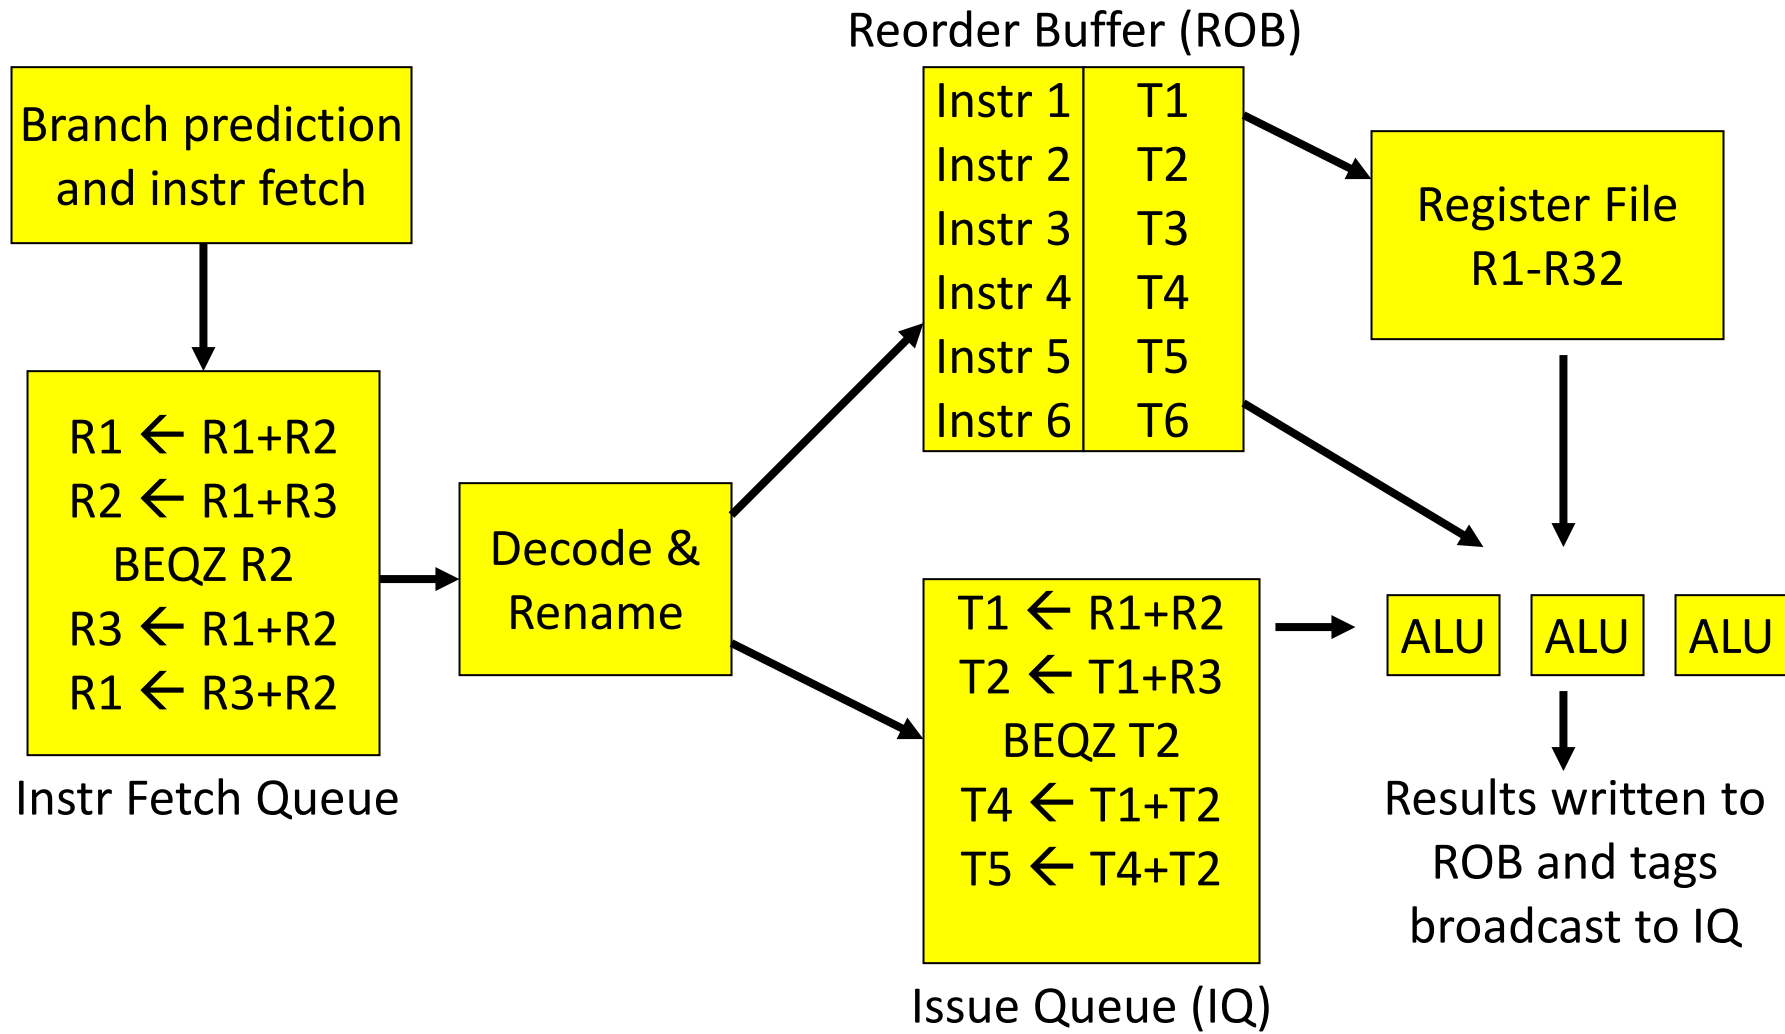 Reorder Buffer (ROB)
Branch prediction
and instr fetch
Instr 1 T1
Instr 2 T2
Instr 3 T3
Instr 4 T4
Instr 5 T5
Instr 6 T6
Register File
R1-R32
R1 ← R1+R2
R2 ← R1+R3
BEQZ R2
R3 ← R1+R2
R1 ← R3+R2
Instr Fetch Queue
Decode &
Rename
T1 ← R1+R2
T2 ← T1+R3
BEQZ T2
T4 ← T1+T2
T5 ← T4+T2
Issue Queue (IQ)
ALU ALU ALU
Results written to
ROB and tags
broadcast to IQ